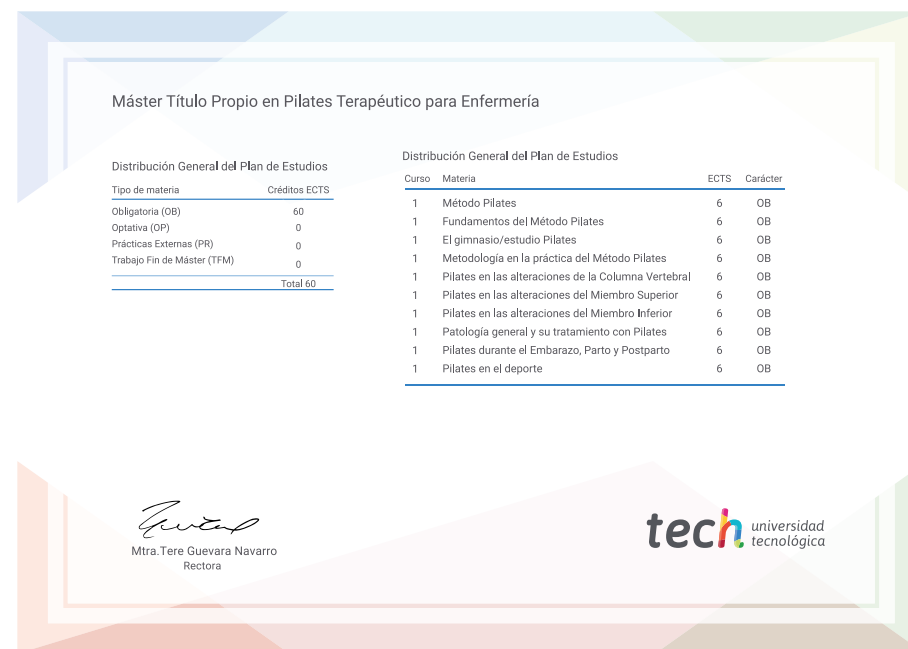 Máster Título Propio en Pilates Terapéutico para Enfermería
Distribución General del Plan de Estudios
Tipo de materia Créditos ECTS
Obligatoria (OB) 60
Optativa (OP) 0
Prácticas Externas (PR) 0
Trabajo Fin de Máster (TFM) 0
Total 60
Distribución General del Plan de Estudios
Curso Materia ECTS Carácter
1 Método Pilates 6 OB
1 Fundamentos del Método Pilates 6 OB
1 El gimnasio/estudio Pilates 6 OB
1 Metodología en la práctica del Método Pilates 6 OB
1 Pilates en las alteraciones de la Columna Vertebral 6 OB
1 Pilates en las alteraciones del Miembro Superior 6 OB
1 Pilates en las alteraciones del Miembro Inferior 6 OB
1 Patología general y su tratamiento con Pilates 6 OB
1 Pilates durante el Embarazo, Parto y Postparto 6 OB
1 Pilates en el deporte 6 OB
Mtra.Tere Guevara Navarro
Rectora
tech universidad
tecnológica